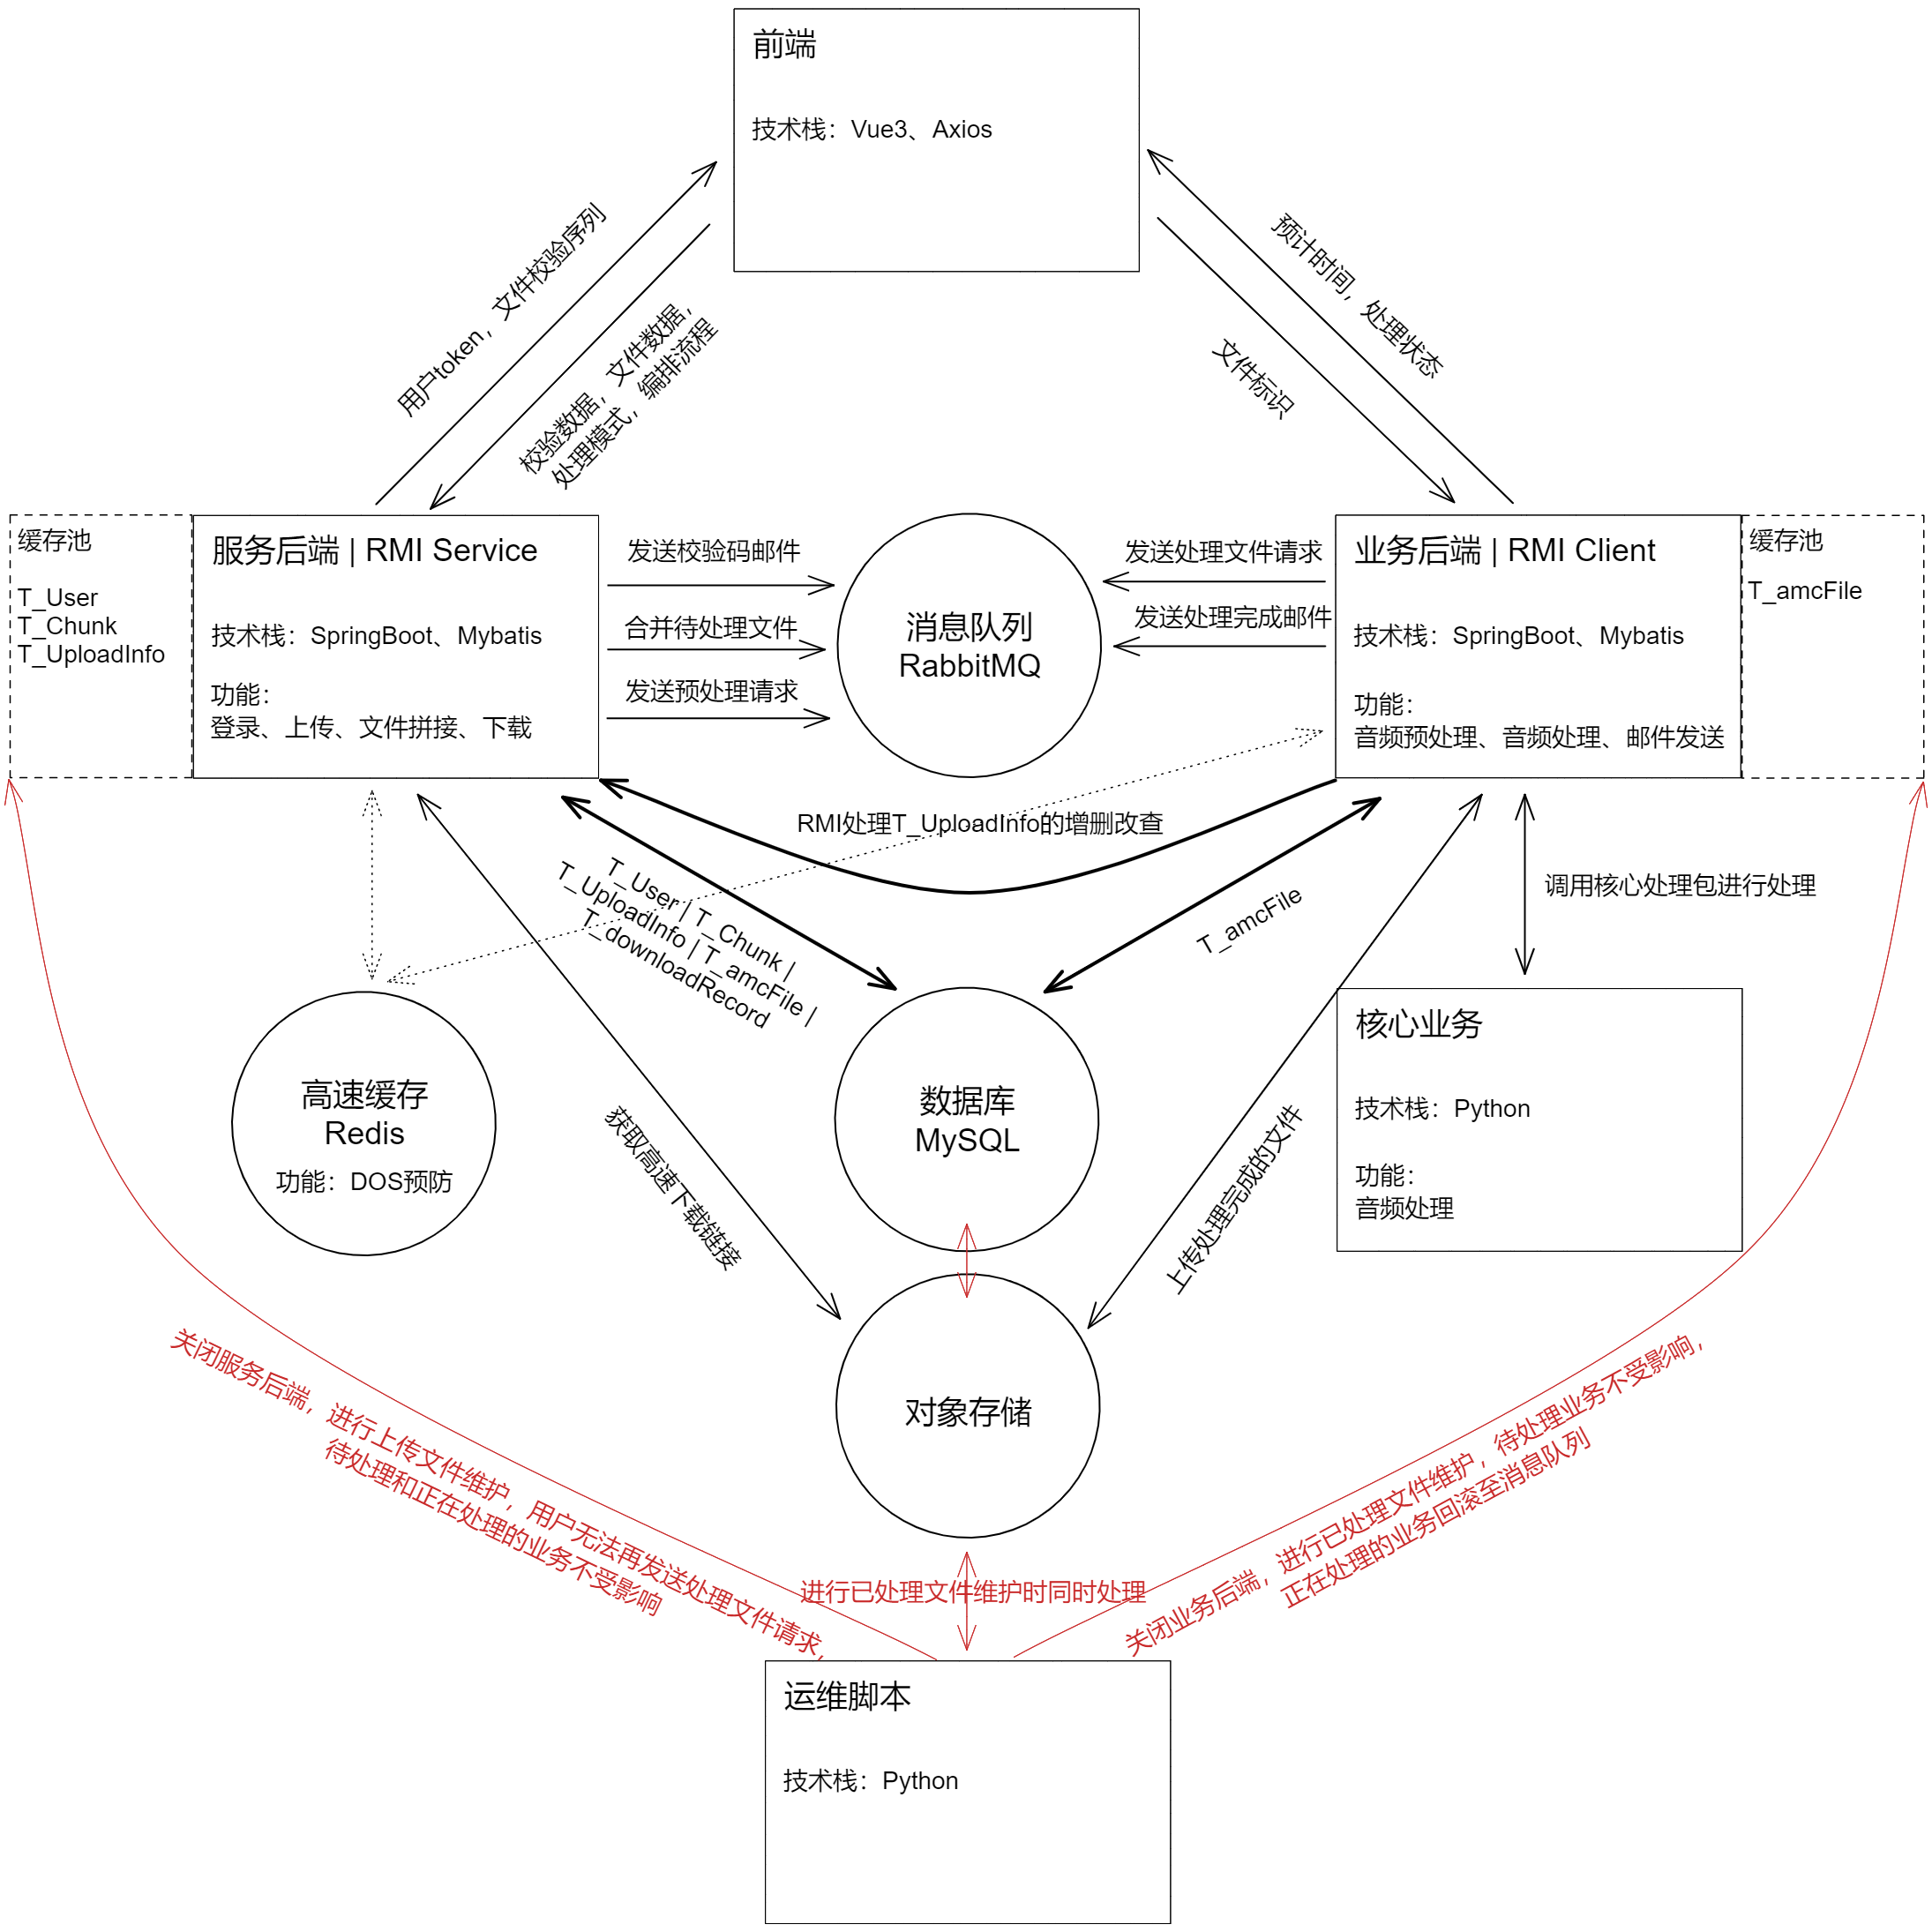 前端
技术栈：Vue3、Axios
用户token，文件校验序列
校验数据，文件数据，
处理模式，编排流程
预计时间，处理状态
文件标识
缓存池
T_User
T_Chunk
T_UploadInfo
服务后端 | RMI Service
技术栈：SpringBoot、Mybatis
功能：
登录、上传、文件拼接、下载
发送校验码邮件
合并待处理文件
发送预处理请求
消息队列
RabbitMQ
发送处理文件请求
发送处理完成邮件
业务后端 | RMI Client
技术栈：SpringBoot、Mybatis
功能：
音频预处理、音频处理、邮件发送
缓存池
T_amcFile
RMI处理T_UploadInfo的增删改查
T_User | T_Chunk |
T_UploadInfo | T_amcFile |
T_downloadRecord
T_amcFile
调用核心处理包进行处理
高速缓存
Redis
功能：DOS预防
获取高速下载链接
数据库
MySQL
上传处理完成的文件
核心业务
技术栈：Python
功能：
音频处理
对象存储
关闭服务后端，进行上传文件维护，用户无法再发送处理文件请求，
待处理和正在处理的业务不受影响
进行已处理文件维护时同时处理
关闭业务后端，进行已处理文件维护，待处理业务不受影响，
正在处理的业务回滚至消息队列
运维脚本
技术栈：Python